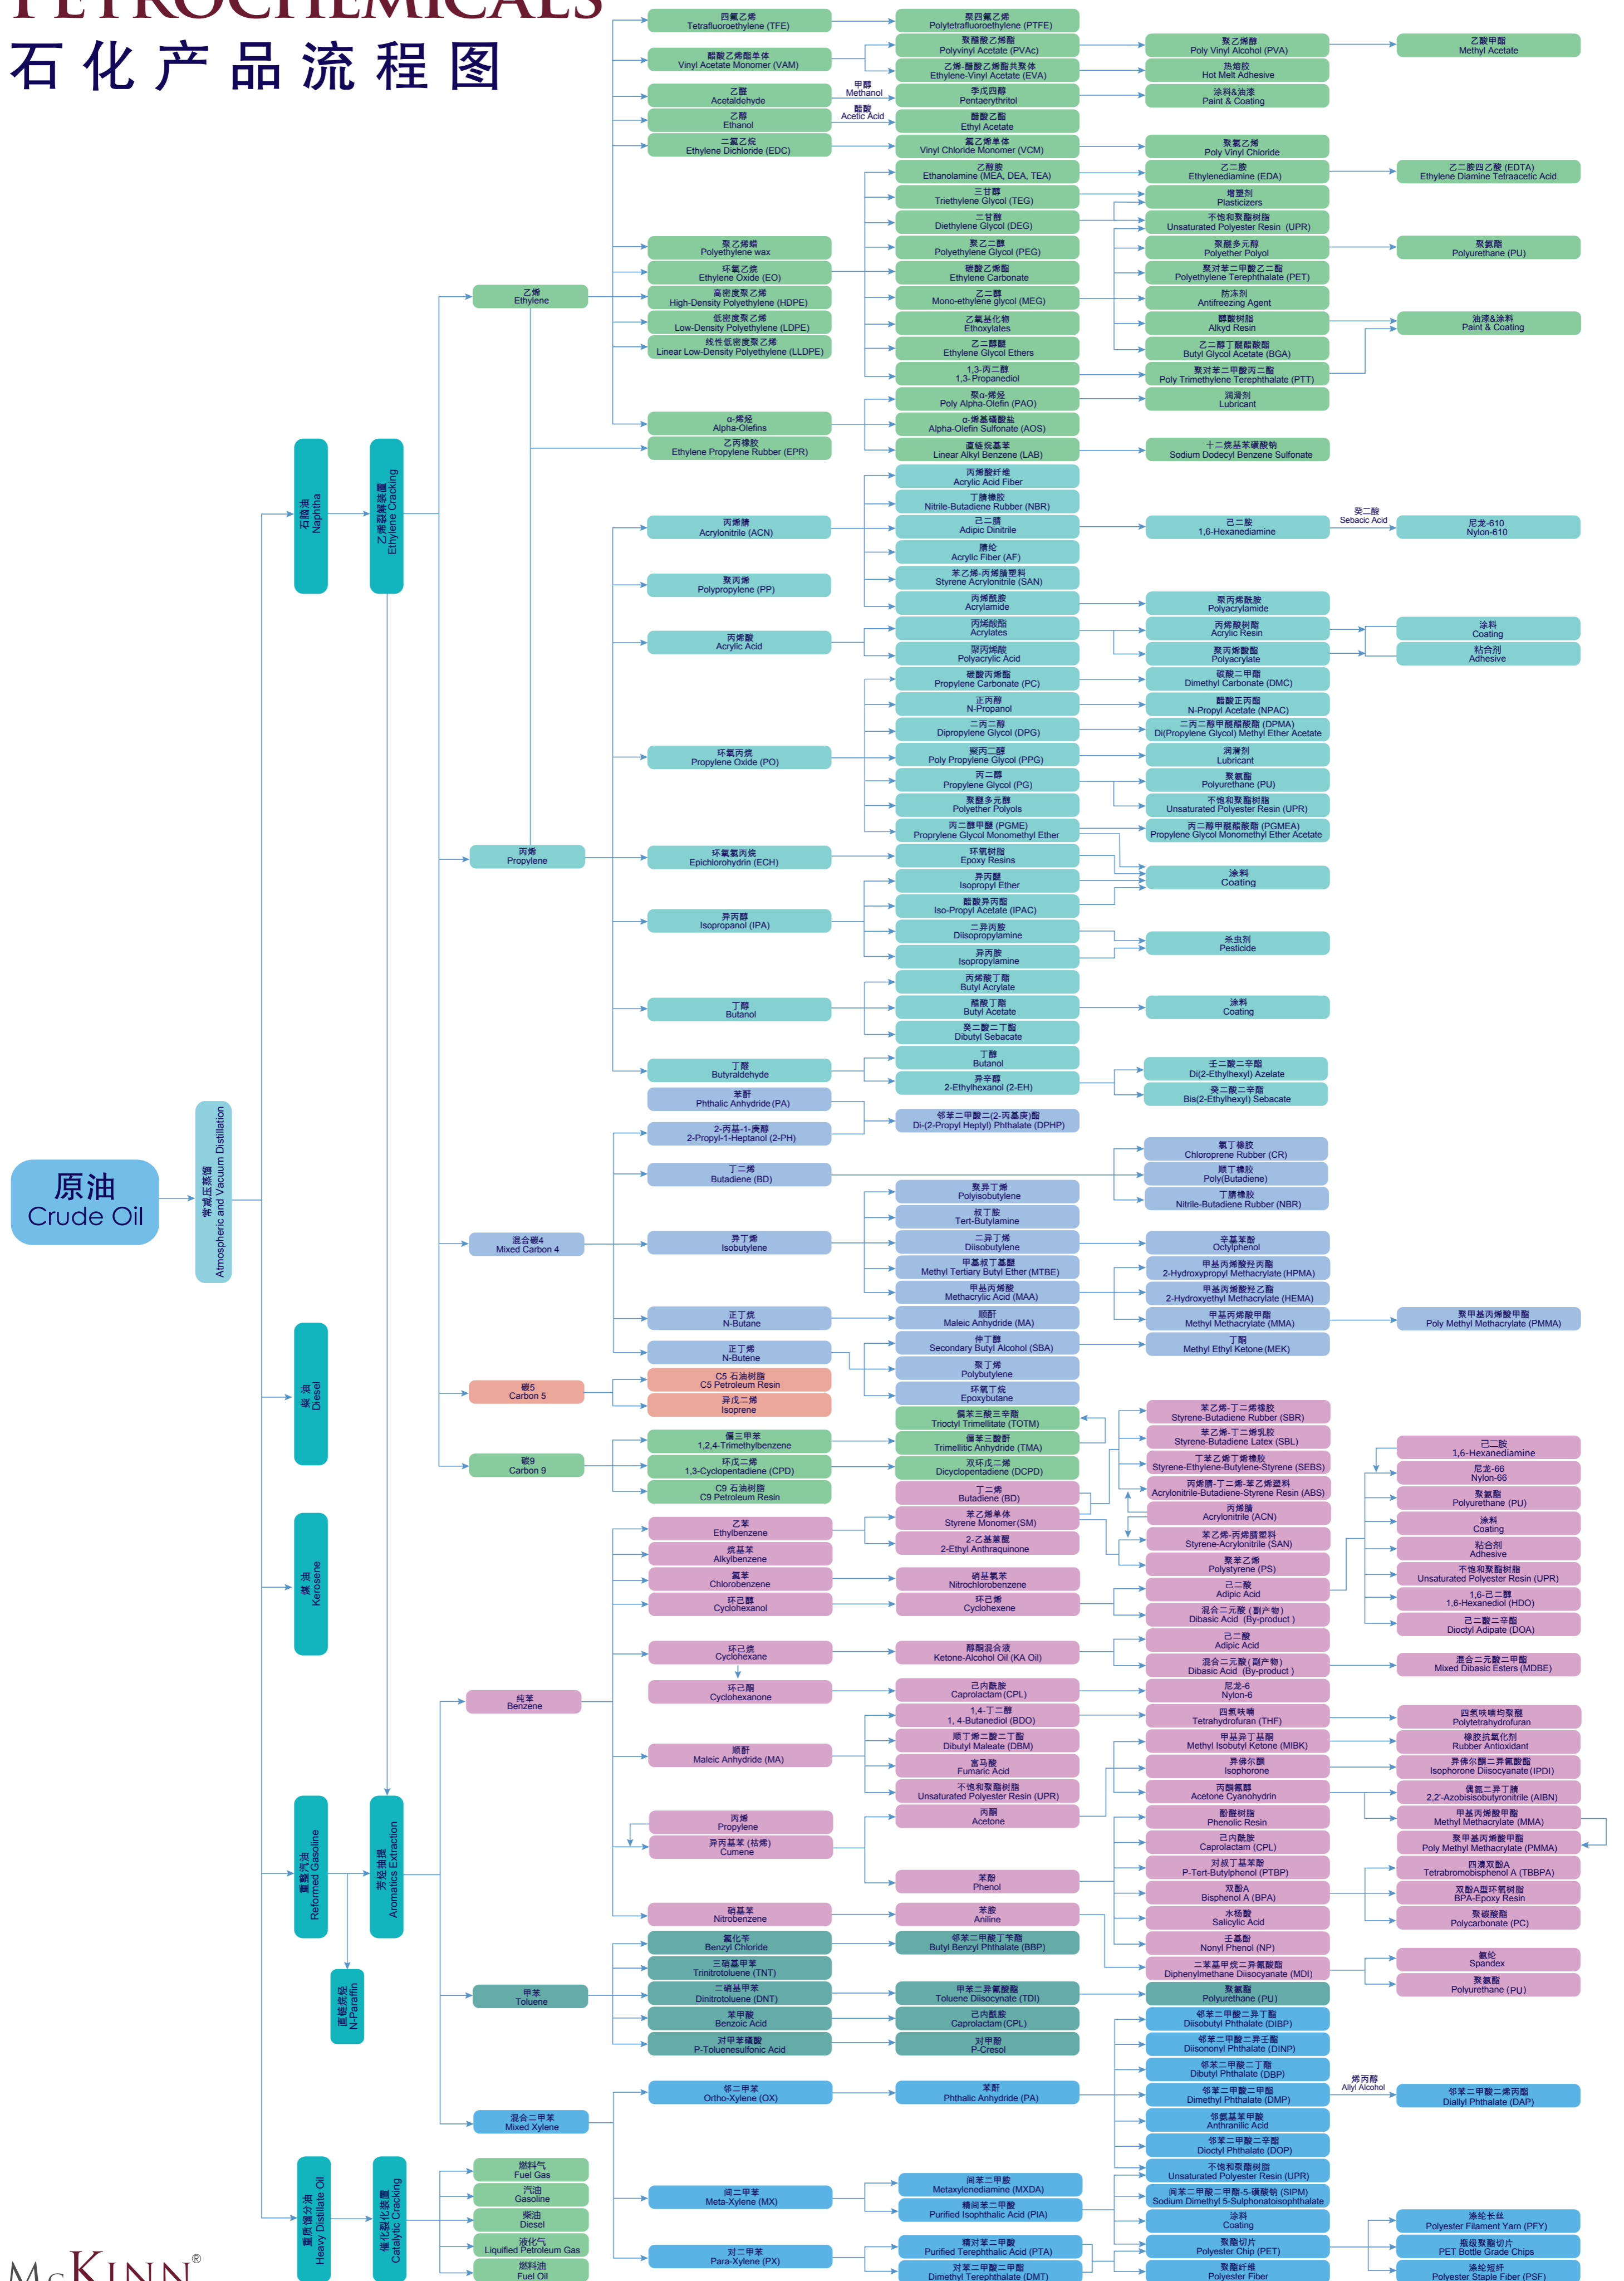 PETROCHEMICALS
石化产品流程图
原油
Crude Oil
常减压蒸馏
Atmospheric and Vacuum Distillation
石脑油
Naphtha
乙烯裂解装置
Ethylene Cracking
柴油
Diesel
煤油
Kerosene
重整汽油
Reformed Gasoline
芳烃抽提
Aromatics Extraction
直链烷烃
N-Paraffin
重质馏分油
Heavy Distillate Oil
催化裂化装置
Catalytic Cracking
乙烯
Ethylene
丙烯
Propylene
混合碳4
Mixed Carbon 4
碳5
Carbon 5
碳9
Carbon 9
纯苯
Benzene
甲苯
Toluene
混合二甲苯
Mixed Xylene
燃料气
Fuel Gas
汽油
Gasoline
柴油
Diesel
液化气
Liquified Petroleum Gas
燃料油
Fuel Oil
四氟乙烯
Tetrafluoroethylene (TFE)
醋酸乙烯酯单体
Vinyl Acetate Monomer (VAM)
乙醛
Acetaldehyde
乙醇
Ethanol
二氯乙烷
Ethylene Dichloride (EDC)
聚乙烯蜡
Polyethylene wax
环氧乙烷
Ethylene Oxide (EO)
高密度聚乙烯
High-Density Polyethylene (HDPE)
低密度聚乙烯
Low-Density Polyethylene (LDPE)
线性低密度聚乙烯
Linear Low-Density Polyethylene (LLDPE)
α-烯烃
Alpha-Olefins
乙丙橡胶
Ethylene Propylene Rubber (EPR)
丙烯腈
Acrylonitrile (ACN)
聚丙烯
Polypropylene (PP)
丙烯酸
Acrylic Acid
环氧丙烷
Propylene Oxide (PO)
环氧氯丙烷
Epichlorohydrin (ECH)
异丙醇
Isopropanol (IPA)
丁醇
Butanol
丁醛
Butyraldehyde
苯酐
Phthalic Anhydride (PA)
2-丙基-1-庚醇
2-Propyl-1-Heptanol (2-PH)
丁二烯
Butadiene (BD)
异丁烯
Isobutylene
正丁烷
N-Butane
正丁烯
N-Butene
C5 石油树脂
C5 Petroleum Resin
异戊二烯
Isoprene
偏三甲苯
1,2,4-Trimethylbenzene
环戊二烯
1,3-Cyclopentadiene (CPD)
C9 石油树脂
C9 Petroleum Resin
乙苯
Ethylbenzene
烷基苯
Alkylbenzene
氯苯
Chlorobenzene
环己醇
Cyclohexanol
环己烷
Cyclohexane
环己酮
Cyclohexanone
顺酐
Maleic Anhydride (MA)
丙烯
Propylene
异丙基苯 (枯烯)
Cumene
硝基苯
Nitrobenzene
氯化苄
Benzyl Chloride
三硝基甲苯
Trinitrotoluene (TNT)
二硝基甲苯
Dinitrotoluene (DNT)
苯甲酸
Benzoic Acid
对甲苯磺酸
P-Toluenesulfonic Acid
邻二甲苯
Ortho-Xylene (OX)
间二甲苯
Meta-Xylene (MX)
对二甲苯
Para-Xylene (PX)
甲醇
Methanol
醋酸
Acetic Acid
聚四氟乙烯
Polytetrafluoroethylene (PTFE)
聚醋酸乙烯酯
Polyvinyl Acetate (PVAc)
乙烯-醋酸乙烯酯共聚体
Ethylene-Vinyl Acetate (EVA)
季戊四醇
Pentaerythritol
醋酸乙酯
Ethyl Acetate
氯乙烯单体
Vinyl Chloride Monomer (VCM)
乙醇胺
Ethanolamine (MEA, DEA, TEA)
三甘醇
Triethylene Glycol (TEG)
二甘醇
Diethylene Glycol (DEG)
聚乙二醇
Polyethylene Glycol (PEG)
碳酸乙烯酯
Ethylene Carbonate
乙二醇
Mono-ethylene glycol (MEG)
乙氧基化物
Ethoxylates
乙二醇醚
Ethylene Glycol Ethers
1,3-丙二醇
1,3-Propanediol
聚α-烯烃
Poly Alpha-Olefin (PAO)
α-烯基磺酸盐
Alpha-Olefin Sulfonate (AOS)
直链烷基苯
Linear Alkyl Benzene (LAB)
丙烯酸纤维
Acrylic Acid Fiber
丁腈橡胶
Nitrile-Butadiene Rubber (NBR)
己二腈
Adipic Dinitrile
腈纶
Acrylic Fiber (AF)
苯乙烯-丙烯腈塑料
Styrene Acrylonitrile (SAN)
丙烯酰胺
Acrylamide
丙烯酸酯
Acrylates
聚丙烯酸
Polyacrylic Acid
碳酸丙烯酯
Propylene Carbonate (PC)
正丙醇
N-Propanol
二丙二醇
Dipropylene Glycol (DPG)
聚丙二醇
Poly Propylene Glycol (PPG)
丙二醇
Propylene Glycol (PG)
聚醚多元醇
Polyether Polyols
丙二醇甲醚 (PGME)
Proprylene Glycol Monomethyl Ether
环氧树脂
Epoxy Resins
异丙醚
Isopropyl Ether
醋酸异丙酯
Iso-Propyl Acetate (IPAC)
二异丙胺
Diisopropylamine
异丙胺
Isopropylamine
丙烯酸丁酯
Butyl Acrylate
醋酸丁酯
Butyl Acetate
癸二酸二丁酯
Dibutyl Sebacate
丁醇
Butanol
异辛醇
2-Ethylhexanol (2-EH)
邻苯二甲酸二(2-丙基庚)酯
Di-(2-Propyl Heptyl) Phthalate (DPHP)
聚异丁烯
Polyisobutylene
叔丁胺
Tert-Butylamine
二异丁烯
Diisobutylene
甲基叔丁基醚
Methyl Tertiary Butyl Ether (MTBE)
甲基丙烯酸
Methacrylic Acid (MAA)
顺酐
Maleic Anhydride (MA)
仲丁醇
Secondary Butyl Alcohol (SBA)
聚丁烯
Polybutylene
环氧丁烷
Epoxybutane
偏苯三酸三辛酯
Trioctyl Trimellitate (TOTM)
偏苯三酸酐
Trimellitic Anhydride (TMA)
双环戊二烯
Dicyclopentadiene (DCPD)
丁二烯
Butadiene (BD)
苯乙烯单体
Styrene Monomer (SM)
2-乙基蒽醌
2-Ethyl Anthraquinone
硝基氯苯
Nitrochlorobenzene
环己烯
Cyclohexene
醇酮混合液
Ketone-Alcohol Oil (KA Oil)
己内酰胺
Caprolactam (CPL)
1,4-丁二醇
1, 4-Butanediol (BDO)
顺丁烯二酸二丁酯
Dibutyl Maleate (DBM)
富马酸
Fumaric Acid
不饱和聚酯树脂
Unsaturated Polyester Resin (UPR)
丙酮
Acetone
苯酚
Phenol
苯胺
Aniline
邻苯二甲酸丁苄酯
Butyl Benzyl Phthalate (BBP)
甲苯二异氰酸酯
Toluene Diisocynate (TDI)
己内酰胺
Caprolactam (CPL)
对甲酚
P-Cresol
苯酐
Phthalic Anhydride (PA)
间苯二甲胺
Metaxylenediamine (MXDA)
精间苯二甲酸
Purified Isophthalic Acid (PIA)
精对苯二甲酸
Purified Terephthalic Acid (PTA)
对苯二甲酸二甲酯
Dimethyl Terephthalate (DMT)
聚乙烯醇
Poly Vinyl Alcohol (PVA)
热熔胶
Hot Melt Adhesive
涂料&油漆
Paint & Coating
聚氯乙烯
Poly Vinyl Chloride
乙二胺
Ethylenediamine (EDA)
增塑剂
Plasticizers
不饱和聚酯树脂
Unsaturated Polyester Resin (UPR)
聚醚多元醇
Polyether Polyol
聚对苯二甲酸乙二酯
Polyethylene Terephthalate (PET)
防冻剂
Antifreezing Agent
醇酸树脂
Alkyd Resin
乙二醇丁醚醋酸酯
Butyl Glycol Acetate (BGA)
聚对苯二甲酸丙二酯
Poly Trimethylene Terephthalate (PTT)
润滑剂
Lubricant
十二烷基苯磺酸钠
Sodium Dodecyl Benzene Sulfonate
己二胺
1,6-Hexanediamine
聚丙烯酰胺
Polyacrylamide
丙烯酸树酯
Acrylic Resin
聚丙烯酸酯
Polyacrylate
碳酸二甲酯
Dimethyl Carbonate (DMC)
醋酸正丙酯
N-Propyl Acetate (NPAC)
二丙二醇甲醚醋酸酯 (DPMA)
Di(Propylene Glycol) Methyl Ether Acetate
润滑剂
Lubricant
聚氨酯
Polyurethane (PU)
不饱和聚酯树脂
Unsaturated Polyester Resin (UPR)
丙二醇甲醚醋酸酯 (PGMEA)
Propylene Glycol Monomethyl Ether Acetate
涂料
Coating
杀虫剂
Pesticide
涂料
Coating
壬二酸二辛酯
Di(2-Ethylhexyl) Azelate
癸二酸二辛酯
Bis(2-Ethylhexyl) Sebacate
氯丁橡胶
Chloroprene Rubber (CR)
顺丁橡胶
Poly(Butadiene)
丁腈橡胶
Nitrile-Butadiene Rubber (NBR)
辛基苯酚
Octylphenol
甲基丙烯酸羟丙酯
2-Hydroxypropyl Methacrylate (HPMA)
甲基丙烯酸羟乙酯
2-Hydroxyethyl Methacrylate (HEMA)
甲基丙烯酸甲酯
Methyl Methacrylate (MMA)
丁酮
Methyl Ethyl Ketone (MEK)
苯乙烯-丁二烯橡胶
Styrene-Butadiene Rubber (SBR)
苯乙烯-丁二烯乳胶
Styrene-Butadiene Latex (SBL)
丁苯乙烯丁烯橡胶
Styrene-Ethylene-Butylene-Styrene (SEBS)
丙烯腈-丁二烯-苯乙烯塑料
Acrylonitrile-Butadiene-Styrene Resin (ABS)
丙烯腈
Acrylonitrile (ACN)
苯乙烯-丙烯腈塑料
Styrene-Acrylonitrile (SAN)
聚苯乙烯
Polystyrene (PS)
己二酸
Adipic Acid
混合二元酸 (副产物)
Dibasic Acid (By-product )
己二酸
Adipic Acid
混合二元酸 (副产物)
Dibasic Acid (By-product )
尼龙-6
Nylon-6
四氢呋喃
Tetrahydrofuran (THF)
甲基异丁基酮
Methyl Isobutyl Ketone (MIBK)
异佛尔酮
Isophorone
丙酮氰醇
Acetone Cyanohydrin
酚醛树脂
Phenolic Resin
己内酰胺
Caprolactam (CPL)
对叔丁基苯酚
P-Tert-Butylphenol (PTBP)
双酚A
Bisphenol A (BPA)
水杨酸
Salicylic Acid
壬基酚
Nonyl Phenol (NP)
二苯基甲烷二异氰酸酯
Diphenylmethane Diisocyanate (MDI)
聚氨酯
Polyurethane (PU)
邻苯二甲酸二异丁酯
Diisobutyl Phthalate (DIBP)
邻苯二甲酸二异壬酯
Diisononyl Phthalate (DINP)
邻苯二甲酸二丁酯
Dibutyl Phthalate (DBP)
邻苯二甲酸二甲酯
Dimethyl Phthalate (DMP)
邻氨基苯甲酸
Anthranilic Acid
邻苯二甲酸二辛酯
Dioctyl Phthalate (DOP)
不饱和聚酯树脂
Unsaturated Polyester Resin (UPR)
间苯二甲酸二甲酯-5-磺酸钠 (SIPM)
Sodium Dimethyl 5-Sulphonatoisophthalate
涂料
Coating
聚酯切片
Polyester Chip (PET)
聚酯纤维
Polyester Fiber
乙酸甲酯
Methyl Acetate
乙二胺四乙酸 (EDTA)
Ethylene Diamine Tetraacetic Acid
聚氨酯
Polyurethane (PU)
油漆&涂料
Paint & Coating
癸二酸
Sebacic Acid
尼龙-610
Nylon-610
涂料
Coating
粘合剂
Adhesive
聚甲基丙烯酸甲酯
Poly Methyl Methacrylate (PMMA)
己二胺
1,6-Hexanediamine
尼龙-66
Nylon-66
聚氨酯
Polyurethane (PU)
涂料
Coating
粘合剂
Adhesive
不饱和聚酯树脂
Unsaturated Polyester Resin (UPR)
1,6-己二醇
1,6-Hexanediol (HDO)
己二酸二辛酯
Dioctyl Adipate (DOA)
混合二元酸二甲酯
Mixed Dibasic Esters (MDBE)
四氢呋喃均聚醚
Polytetrahydrofuran
橡胶抗氧化剂
Rubber Antioxidant
异佛尔酮二异氰酸酯
Isophorone Diisocyanate (IPDI)
偶氮二异丁腈
2,2'-Azobisisobutyronitrile (AIBN)
甲基丙烯酸甲酯
Methyl Methacrylate (MMA)
聚甲基丙烯酸甲酯
Poly Methyl Methacrylate (PMMA)
四溴双酚A
Tetrabromobisphenol A (TBBPA)
双酚A型环氧树脂
BPA-Epoxy Resin
聚碳酸酯
Polycarbonate (PC)
氨纶
Spandex
聚氨酯
Polyurethane (PU)
烯丙醇
Allyl Alcohol
邻苯二甲酸二烯丙酯
Diallyl Phthalate (DAP)
涤纶长丝
Polyester Filament Yarn (PFY)
瓶级聚酯切片
PET Bottle Grade Chips
涤纶短纤
Polyester Staple Fiber (PSF)
McKINN®